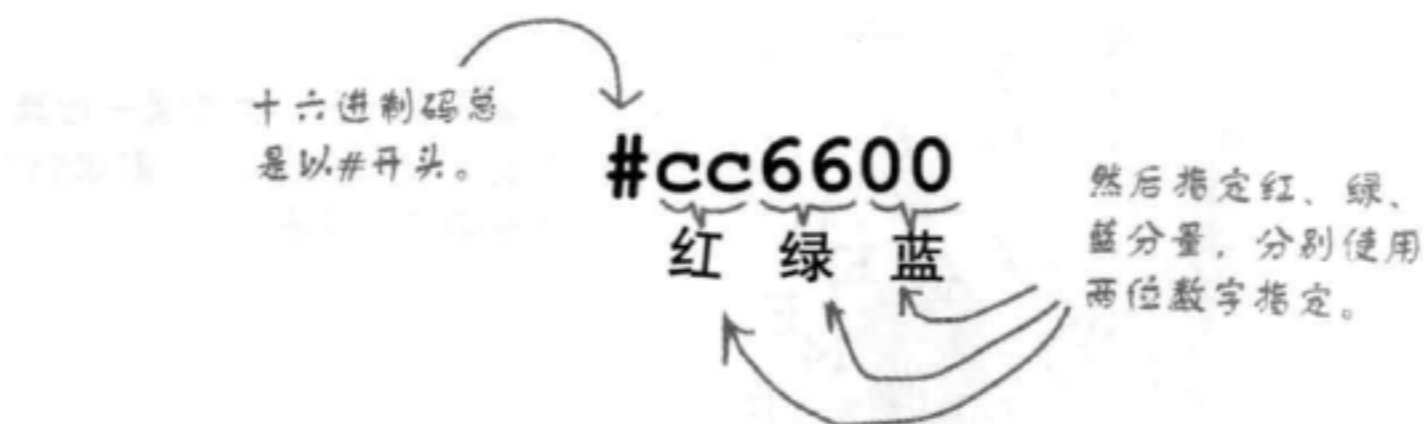 十六进制码总
是以#开头。
#cc6600
红 绿 蓝
然后指定红、绿、
蓝分量，分别使用
两位数字指定。